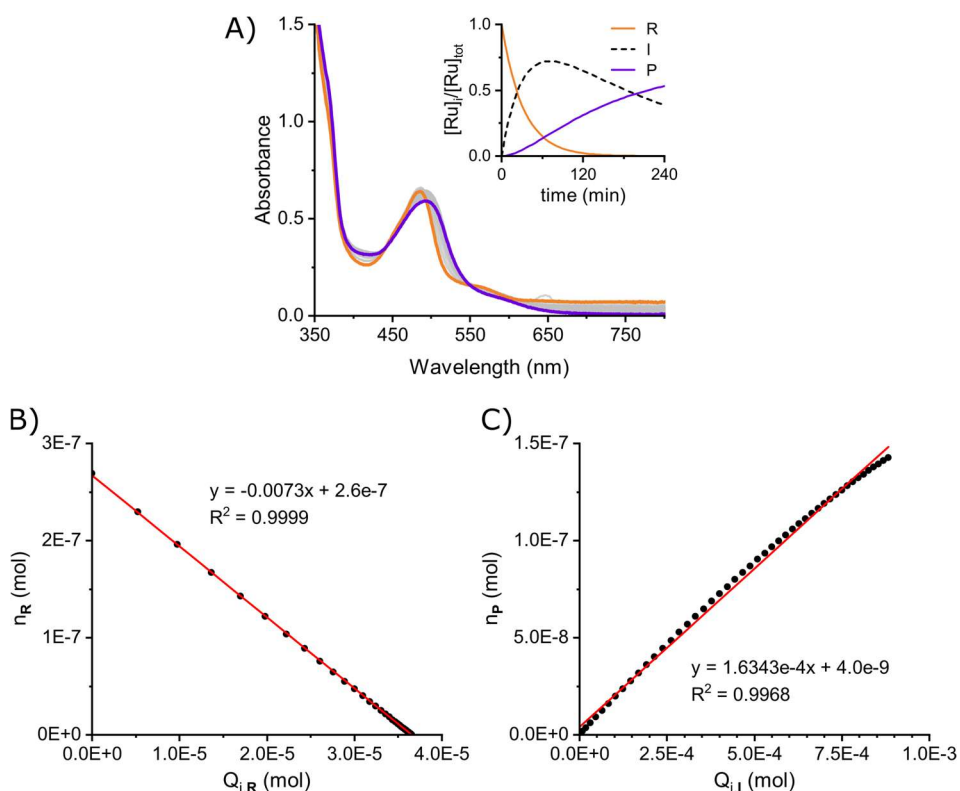 A)
Absorbance
1.5
1.0
0.5
0.0
350
450
550
650
750
Wavelength (nm)
[Ru]i/[Ru]tot
1.0
0.5
0.0
0
120
240
time (min)
R
I
P
B)
nR (mol)
3E-7
2E-7
1E-7
0E+0
y = -0.0073x + 2.6e-7
R² = 0.9999
0.0E+0
1.0E-5
2.0E-5
3.0E-5
4.0E-5
Qi,R (mol)
C)
nP (mol)
1.5E-7
1.0E-7
5.0E-8
0.0E+0
y = 1.6343e-4x + 4.0e-9
R² = 0.9968
0.0E+0
2.5E-4
5.0E-4
7.5E-4
1.0E-3
Qi,I (mol)